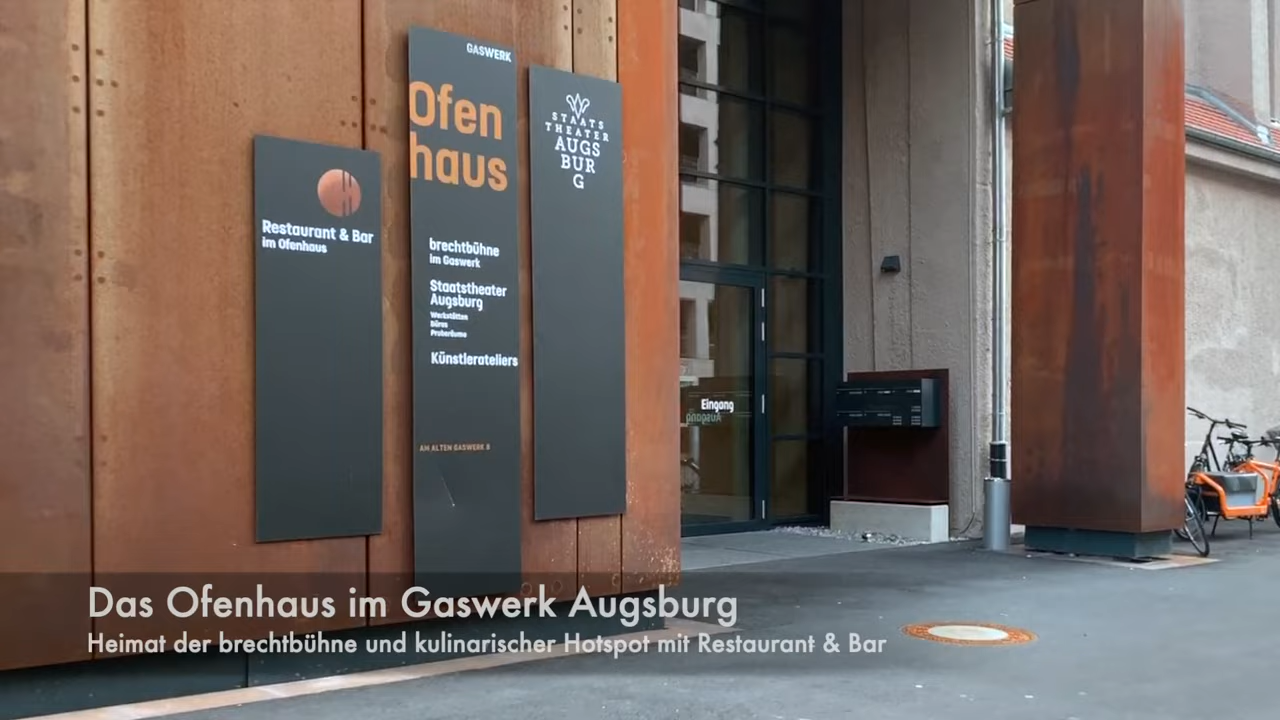 GASWERK
Ofen
haus
brechtbühne
im Gaswerk
Staatstheater
Augsburg
Werkstätten
Büros
Proberäume
Künstlerateliers
AM ALTEN GASWERK 8
Restaurant & Bar
im Ofenhaus
STAATS
THEATER
AUGS
BUR
G
Eingang
Ausgang
Das Ofenhaus im Gaswerk Augsburg
Heimat der brechtbühne und kulinarischer Hotspot mit Restaurant & Bar